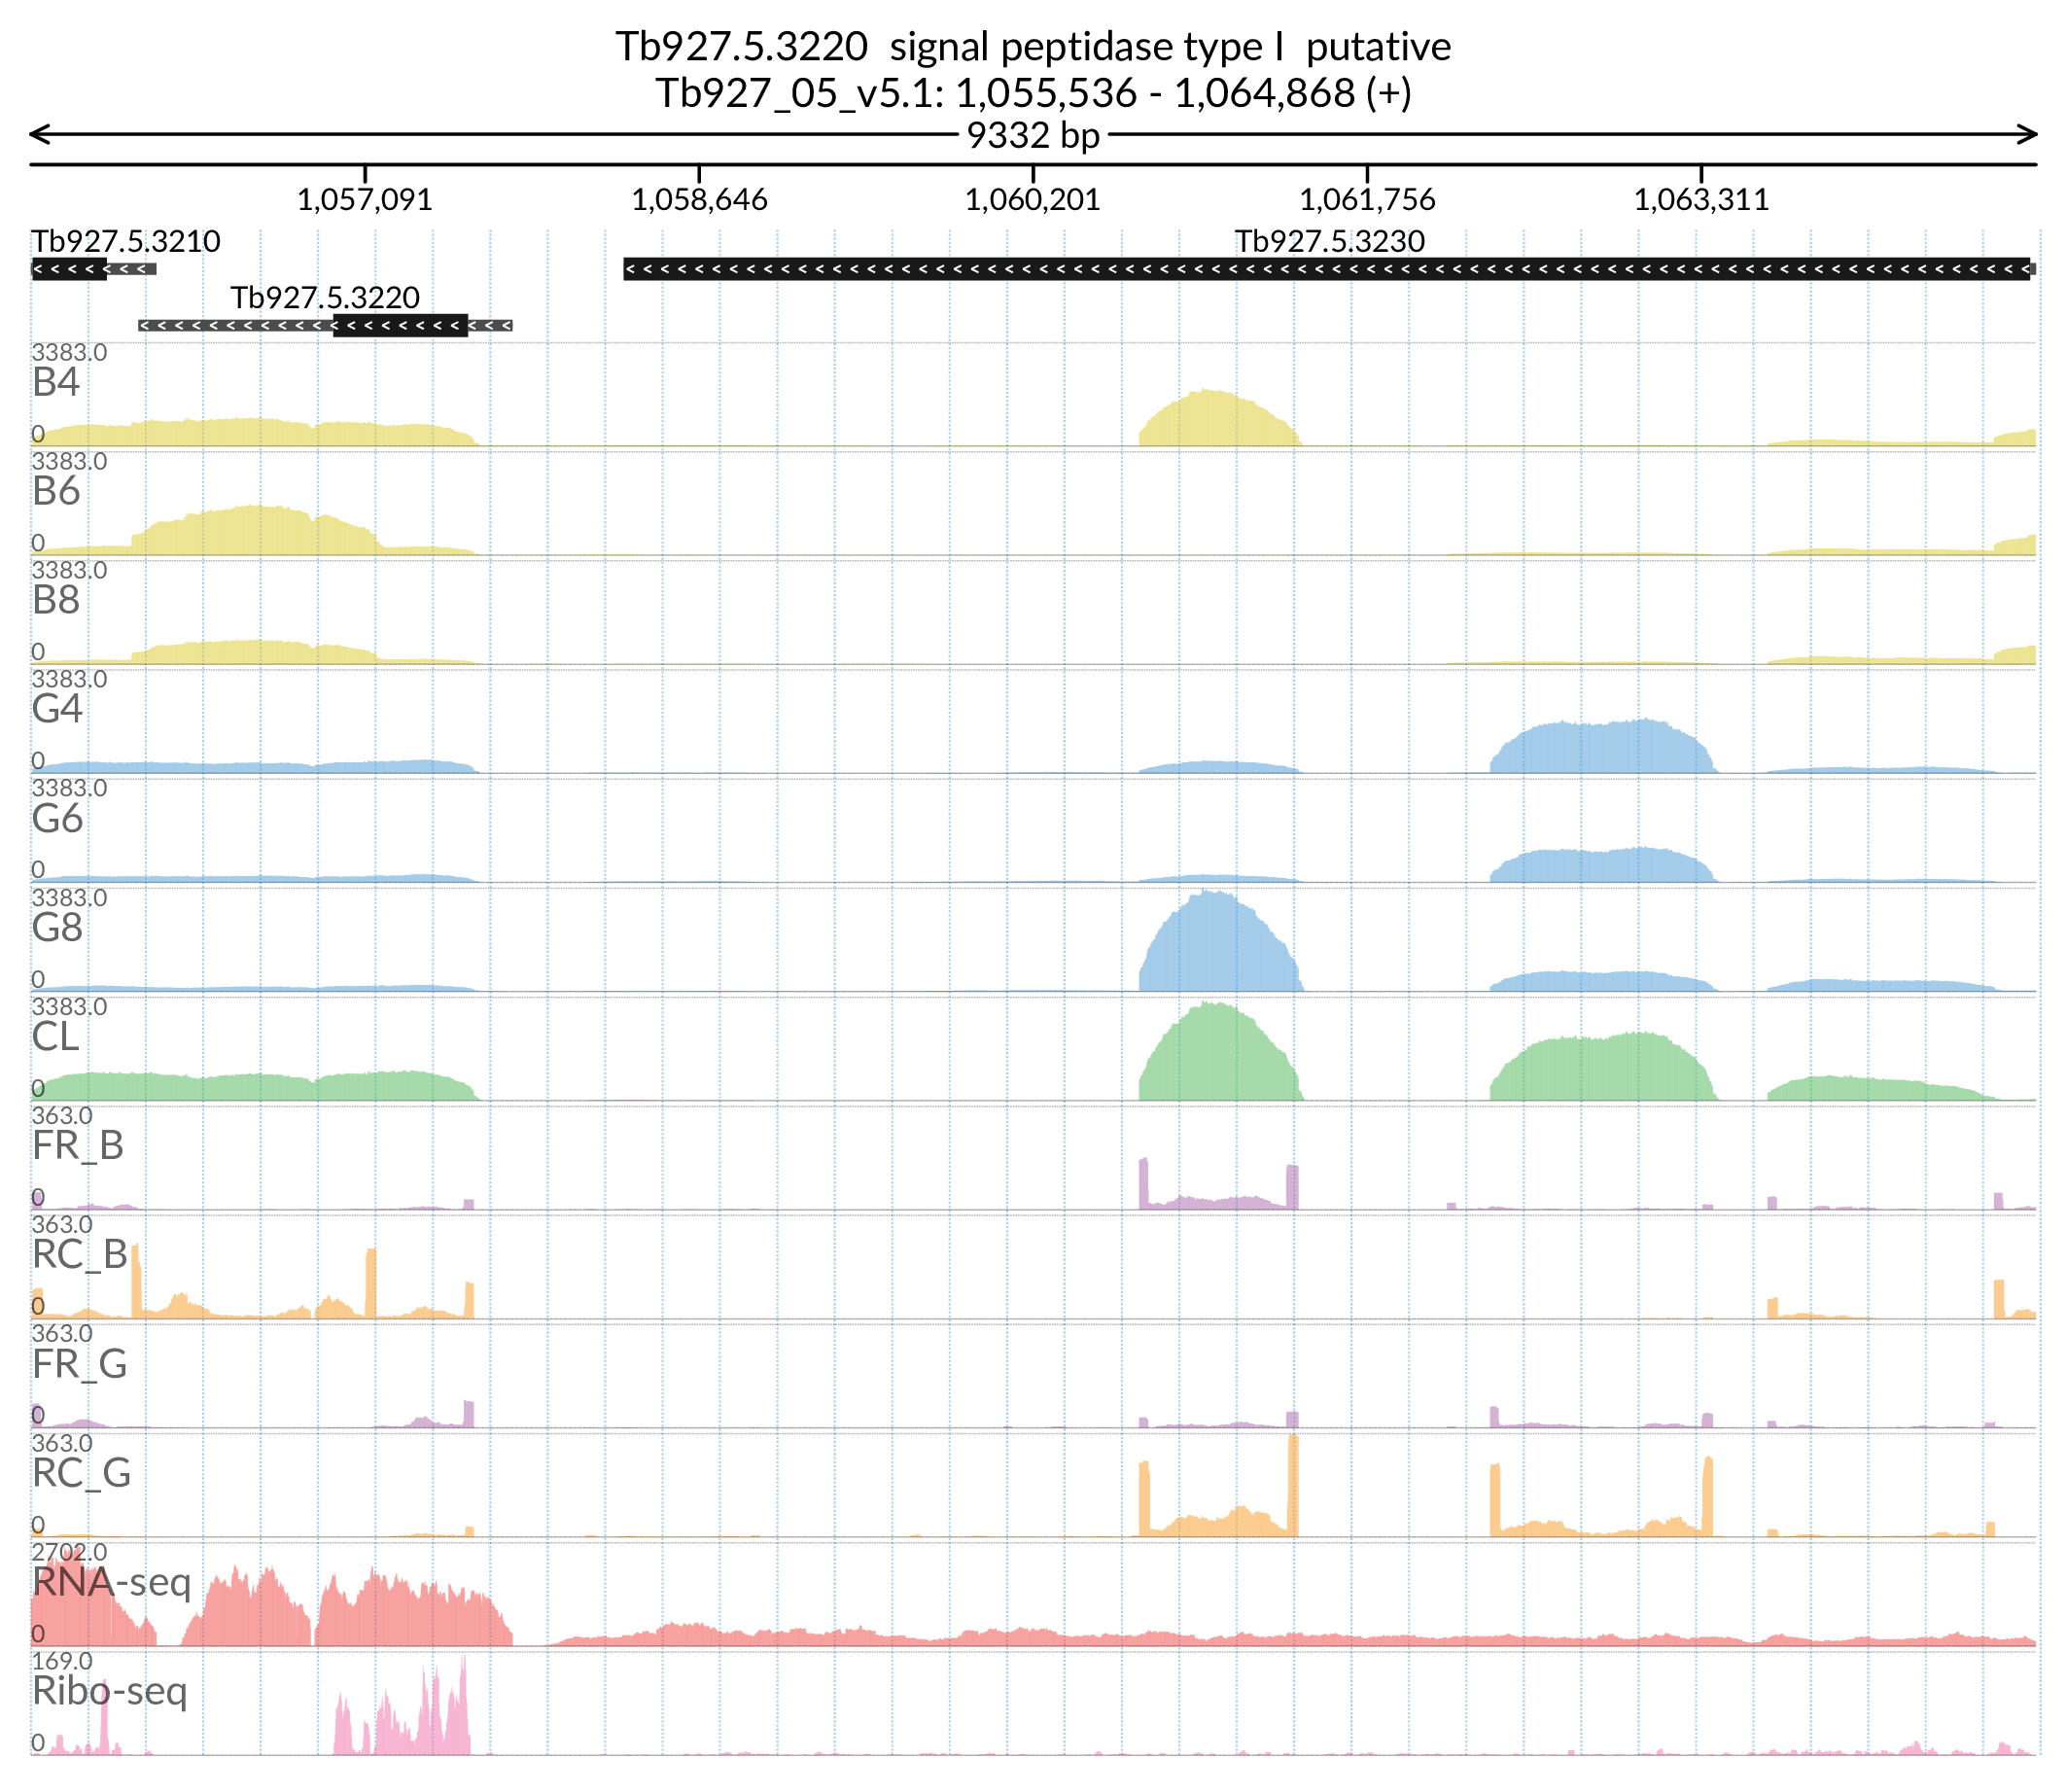 Tb927.5.3220  signal peptidase type I  putative
Tb927_05_v5.1: 1,055,536 - 1,064,868 (+)
9332 bp
1,057,091 1,058,646 1,060,201 1,061,756 1,063,311
Tb927.5.3210 Tb927.5.3230
Tb927.5.3220
3383.0
B4
0
3383.0
B6
0
3383.0
B8
0
3383.0
G4
0
3383.0
G6
0
3383.0
G8
0
3383.0
CL
0
363.0
FR_B
0
363.0
RC_B
0
363.0
FR_G
0
363.0
RC_G
0
2702.0
RNA-seq
0
169.0
Ribo-seq
0